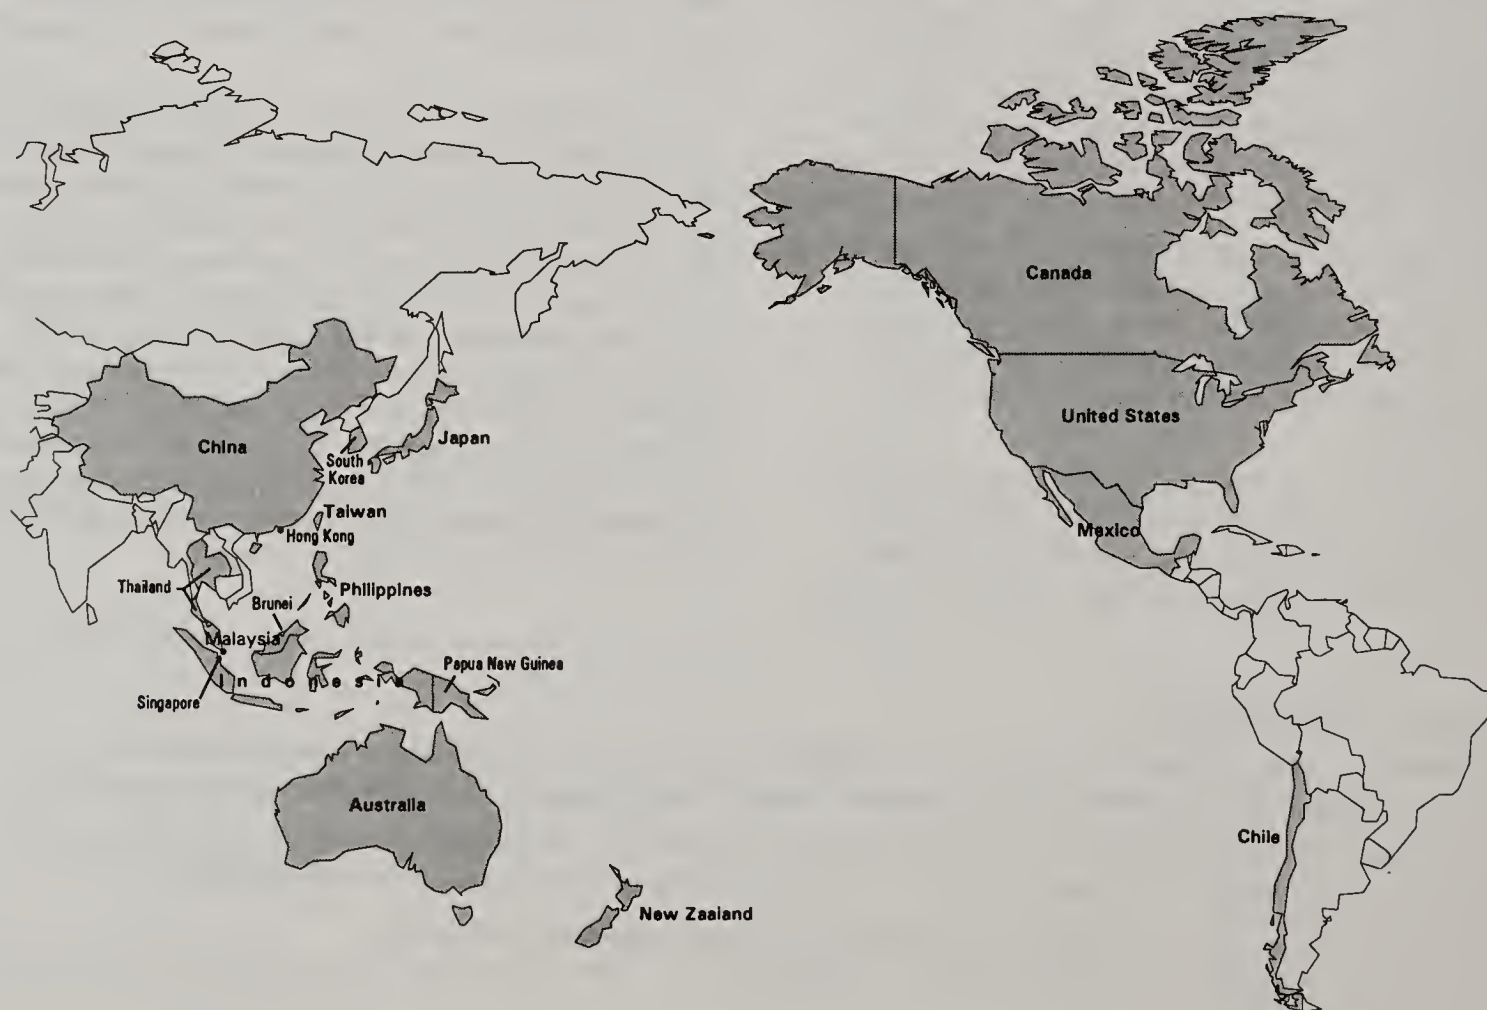 Canada
United States
China
Japan
South
Korea
Taiwan
Hong Kong
Mexico
Thailand
Philippines
Brunei
Malaysia
Papua New Guinea
Indonesia
Singapore
Australia
Chile
New Zealand